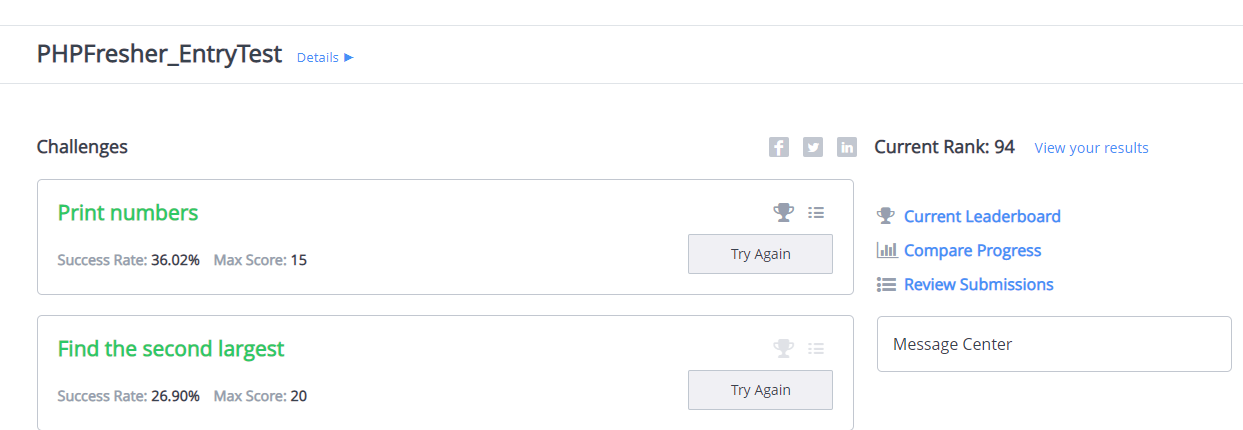 PHPFresher_EntryTest Details ▶
Challenges
Current Rank: 94 View your results
Print numbers
Success Rate: 36.02% Max Score: 15
Try Again
Find the second largest
Success Rate: 26.90% Max Score: 20
Try Again
Current Leaderboard
Compare Progress
Review Submissions
Message Center